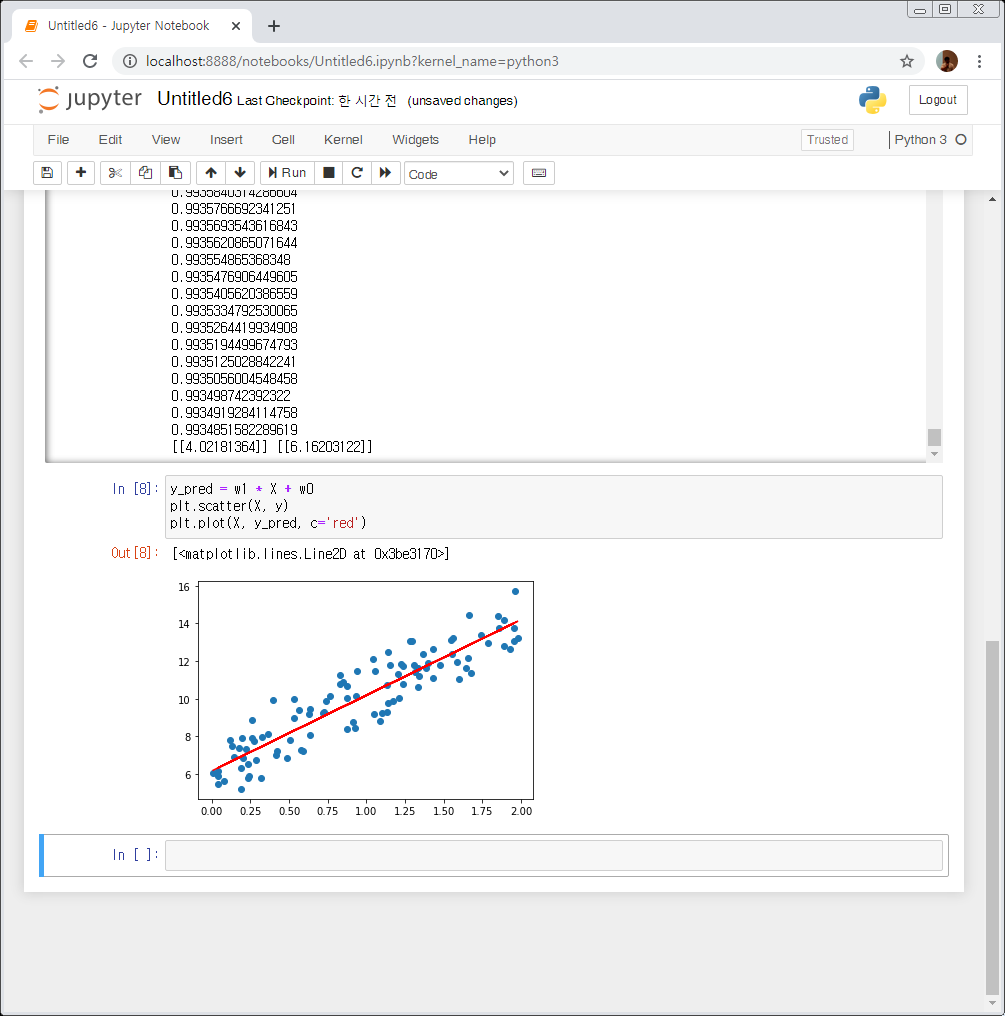 Untitled6 - Jupyter Notebook
localhost:8888/notebooks/Untitled6.ipynb?kernel_name=python3
jupyter Untitled6 Last Checkpoint: 한 시간 전 (unsaved changes)
Logout
File Edit View Insert Cell Kernel Widgets Help
Trusted
Python 3
Run
Code
0.9935840314286604
0.9935766692341251
0.9935693543616843
0.9935620865071644
0.993554865368348
0.9935476906449605
0.9935405620386559
0.9935334792530065
0.9935264419934908
0.9935194499674793
0.9935125028842241
0.9935056004548458
0.993498742392322
0.9934919284114758
0.9934851582289619
[[4.02181364]] [[6.16203122]]
In [8]:
y_pred = w1 * X + w0
plt.scatter(X, y)
plt.plot(X, y_pred, c='red')
Out[8]: [<matplotlib.lines.Line2D at 0x3be3170>]
16
14
12
10
8
6
0.00 0.25 0.50 0.75 1.00 1.25 1.50 1.75 2.00
In [ ]: